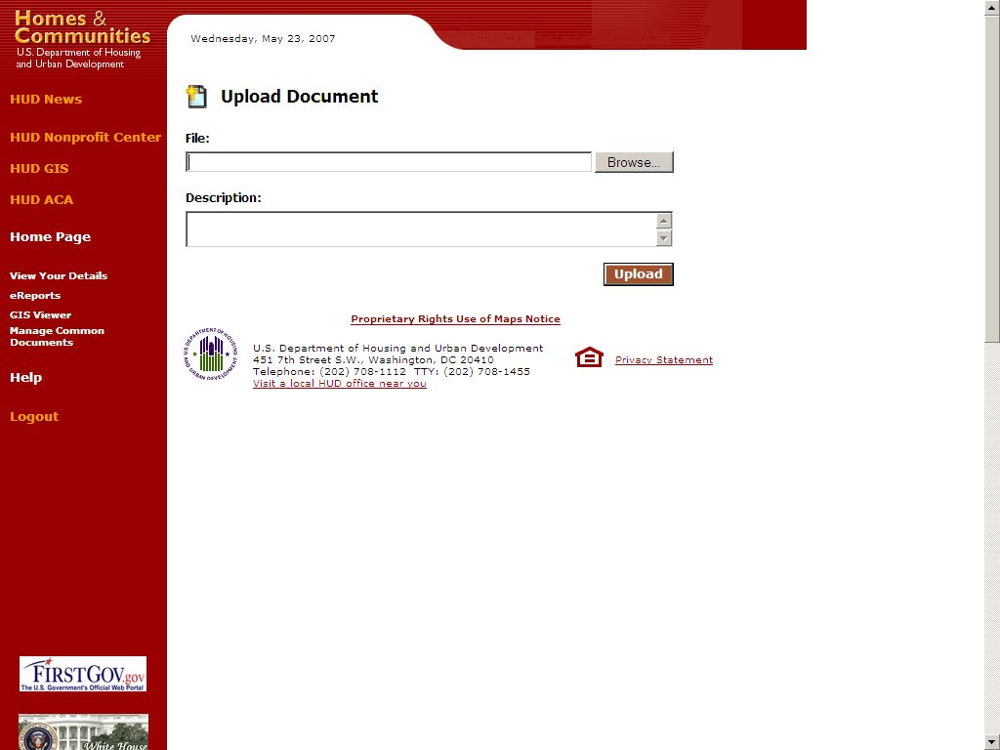 Homes &
Communities
U.S. Department of Housing
and Urban Development
Wednesday, May 23, 2007
HUD News
HUD Nonprofit Center
HUD GIS
HUD ACA
Home Page
View Your Details
eReports
GIS Viewer
Manage Common
Documents
Help
Logout
Upload Document
File:
Browse...
Description:
Upload
Proprietary Rights Use of Maps Notice
U.S. DEPARTMENT OF HOUSING
AND URBAN DEVELOPMENT
U.S. Department of Housing and Urban Development
451 7th Street S.W., Washington, DC 20410
Telephone: (202) 708-1112  TTY: (202) 708-1455
Visit a local HUD office near you
Privacy Statement
FIRSTGOV.gov
The U.S. Government's Official Web Portal
White House